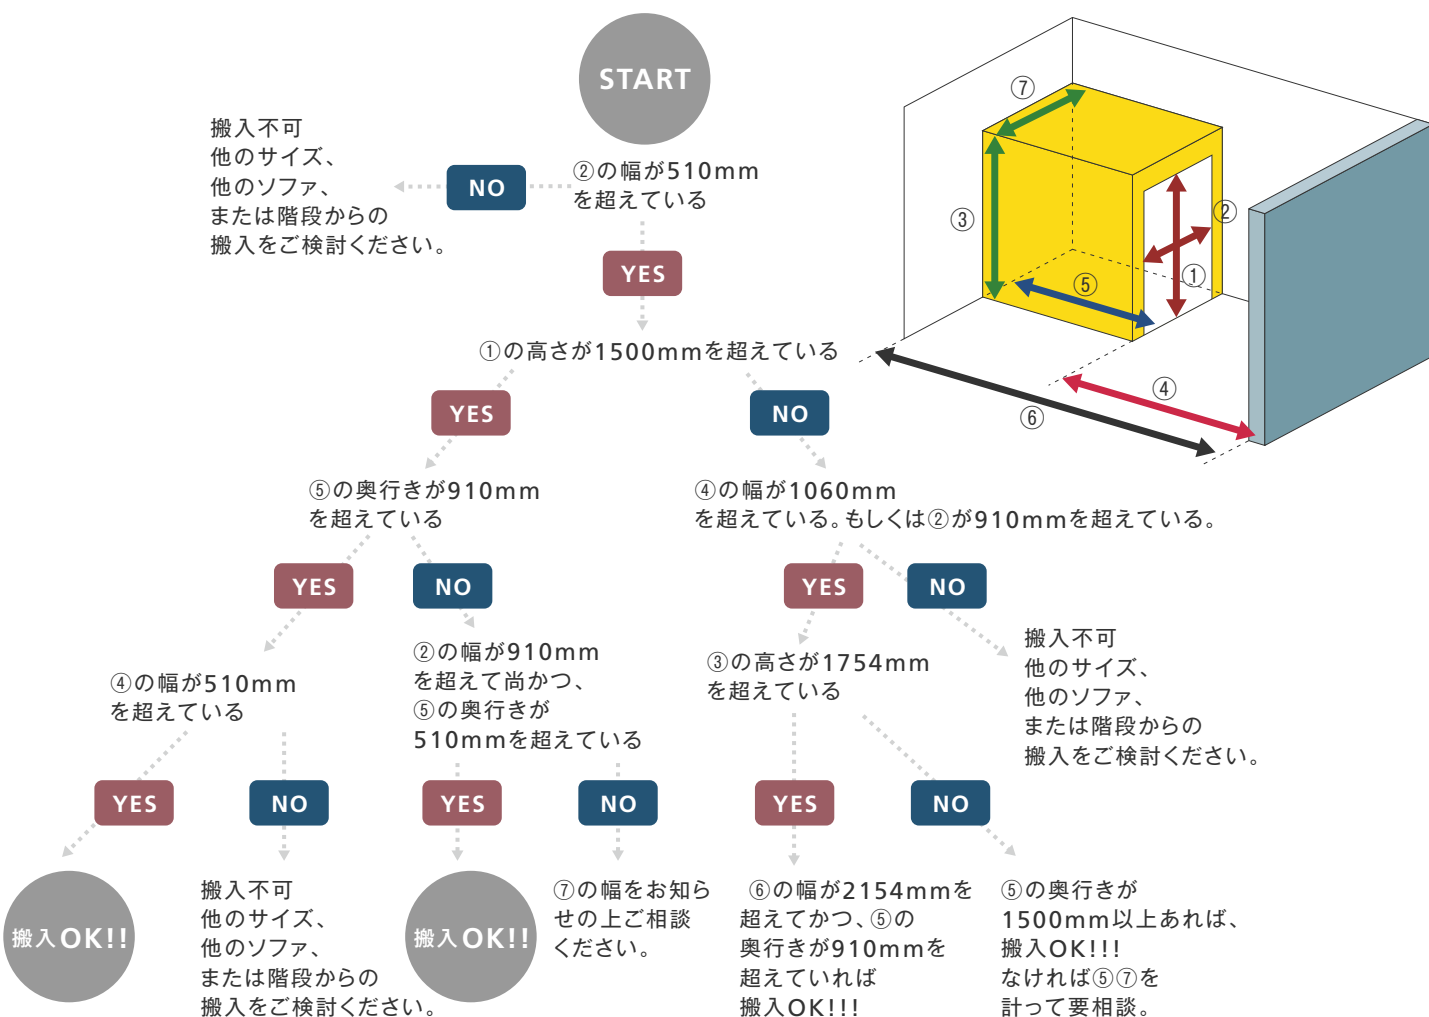 START
搬入不可
他のサイズ、
他のソファ、
または階段からの
搬入をご検討ください。
NO
②の幅が510mm
を超えている
YES
①の高さが1500mmを超えている
YES
NO
⑤の奥行きが910mm
を超えている
④の幅が1060mm
を超えている。もしくは②が910mmを超えている。
YES
NO
YES
NO
④の幅が510mm
を超えている
②の幅が910mm
を超えて尚かつ、
⑤の奥行きが
510mmを超えている
③の高さが1754mm
を超えている
搬入不可
他のサイズ、
他のソファ、
または階段からの
搬入をご検討ください。
YES
NO
YES
NO
YES
NO
搬入OK!!
搬入不可
他のサイズ、
他のソファ、
または階段からの
搬入をご検討ください。
搬入OK!!
⑦の幅をお知ら
せの上ご相談
ください。
⑥の幅が2154mmを
超えてかつ、⑤の
奥行きが910mmを
超えていれば
搬入OK!!!
⑤の奥行きが
1500mm以上あれば、
搬入OK!!!
なければ⑤⑦を
計って要相談。
⑦
③
②
①
⑤
④
⑥